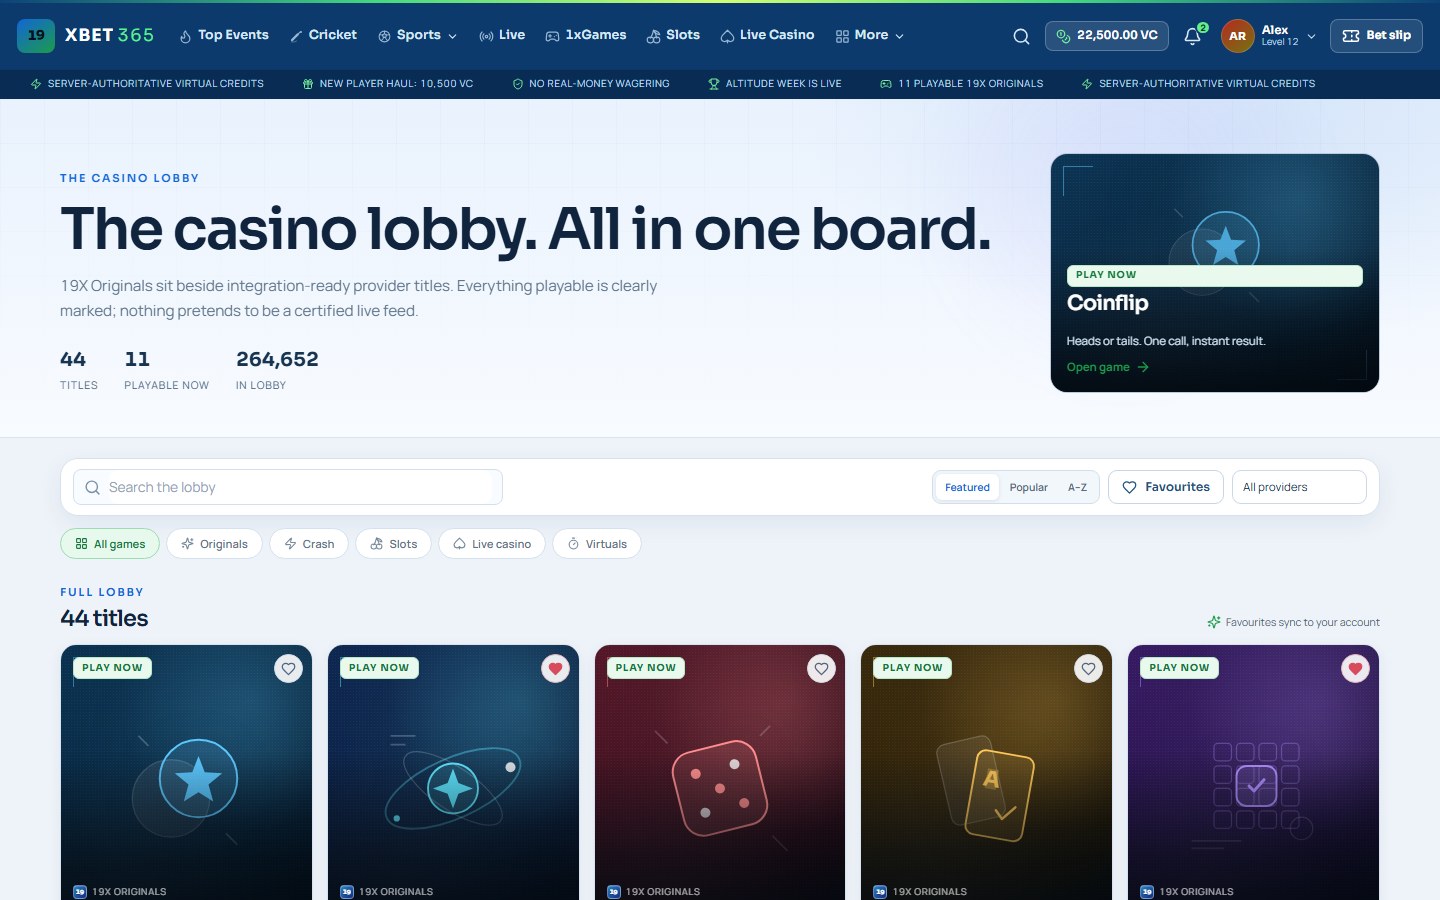 19 XBET 365 Top Events Cricket Sports Live 1xGames Slots Live Casino More 22,500.00 VC 2 AR Alex Level 12 Bet slip
SERVER-AUTHORITATIVE VIRTUAL CREDITS NEW PLAYER HAUL: 10,500 VC NO REAL-MONEY WAGERING ALTITUDE WEEK IS LIVE 11 PLAYABLE 19X ORIGINALS SERVER-AUTHORITATIVE VIRTUAL CREDITS
THE CASINO LOBBY
The casino lobby. All in one board.
19X Originals sit beside integration-ready provider titles. Everything playable is clearly
marked; nothing pretends to be a certified live feed.
44 11 264,652
TITLES PLAYABLE NOW IN LOBBY
PLAY NOW
Coinflip
Heads or tails. One call, instant result.
Open game
Search the lobby Featured Popular A–Z Favourites All providers
All games Originals Crash Slots Live casino Virtuals
FULL LOBBY
44 titles
Favourites sync to your account
PLAY NOW PLAY NOW PLAY NOW PLAY NOW PLAY NOW
A
19 19X ORIGINALS 19 19X ORIGINALS 19 19X ORIGINALS 19 19X ORIGINALS 19 19X ORIGINALS